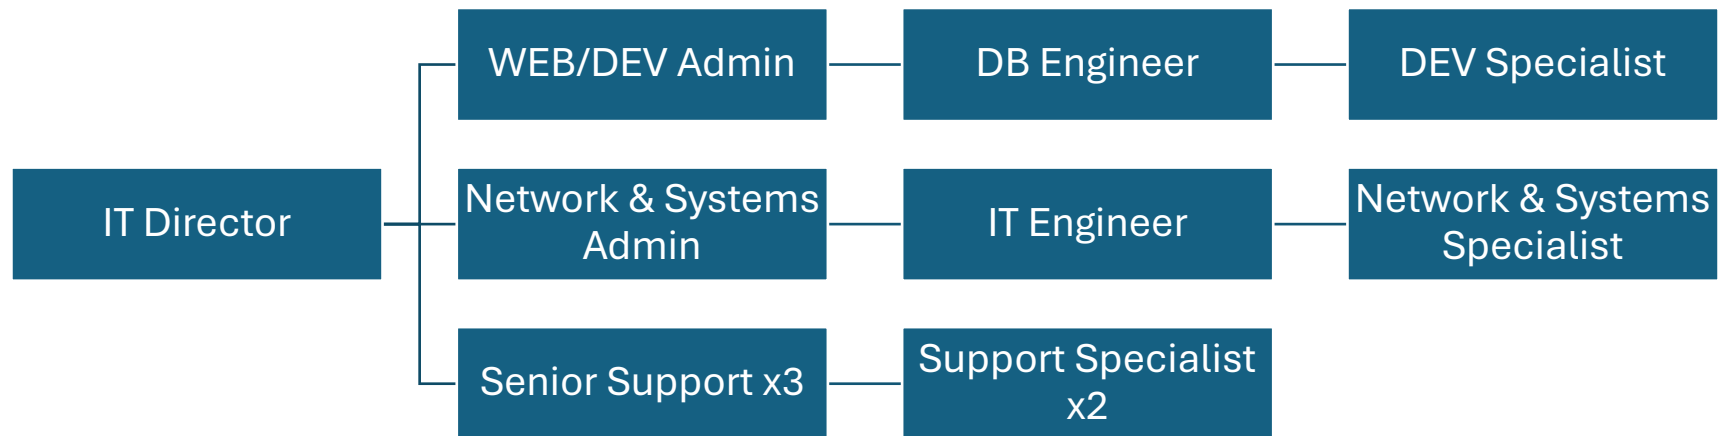 WEB/DEV Admin
DB Engineer
DEV Specialist
IT Director
Network & Systems
Admin
IT Engineer
Network & Systems
Specialist
Senior Support x3
Support Specialist
x2